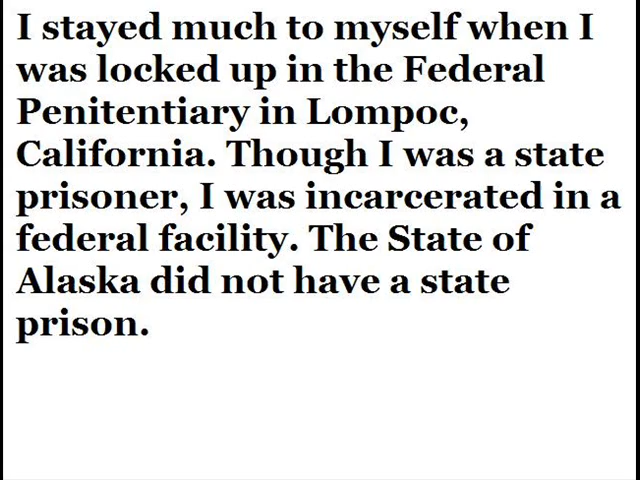 I stayed much to myself when I
was locked up in the Federal
Penitentiary in Lompoc,
California. Though I was a state
prisoner, I was incarcerated in a
federal facility. The State of
Alaska did not have a state
prison.